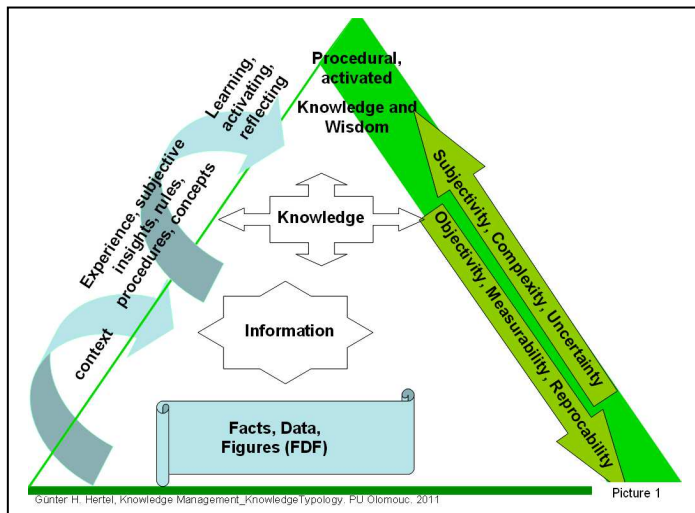 Procedural,
activated
Knowledge and
Wisdom
Learning,
activating,
reflecting
Experience, subjective
insights, rules,
procedures, concepts
context
Knowledge
Information
Facts, Data,
Figures (FDF)
Subjectivity, Complexity, Uncertainty
Objectivity, Measurability, Reprocability
Günter H. Hertel, Knowledge Management_KnowledgeTypology. PU Olomouc. 2011
Picture 1